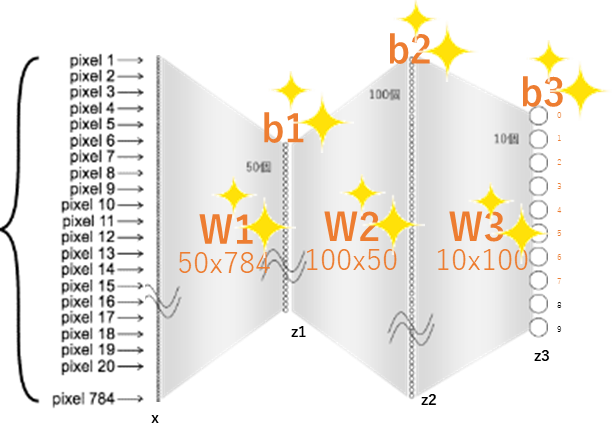 pixel 1
pixel 2
pixel 3
pixel 4
pixel 5
pixel 6
pixel 7
pixel 8
pixel 9
pixel 10
pixel 11
pixel 12
pixel 13
pixel 14
pixel 15
pixel 16
pixel 17
pixel 18
pixel 19
pixel 20
pixel 784
x
W1
50x784
b1
50個
z1
W2
100x50
b2
100個
z2
W3
10x100
b3
10個
0
1
2
3
4
5
6
7
8
9
z3